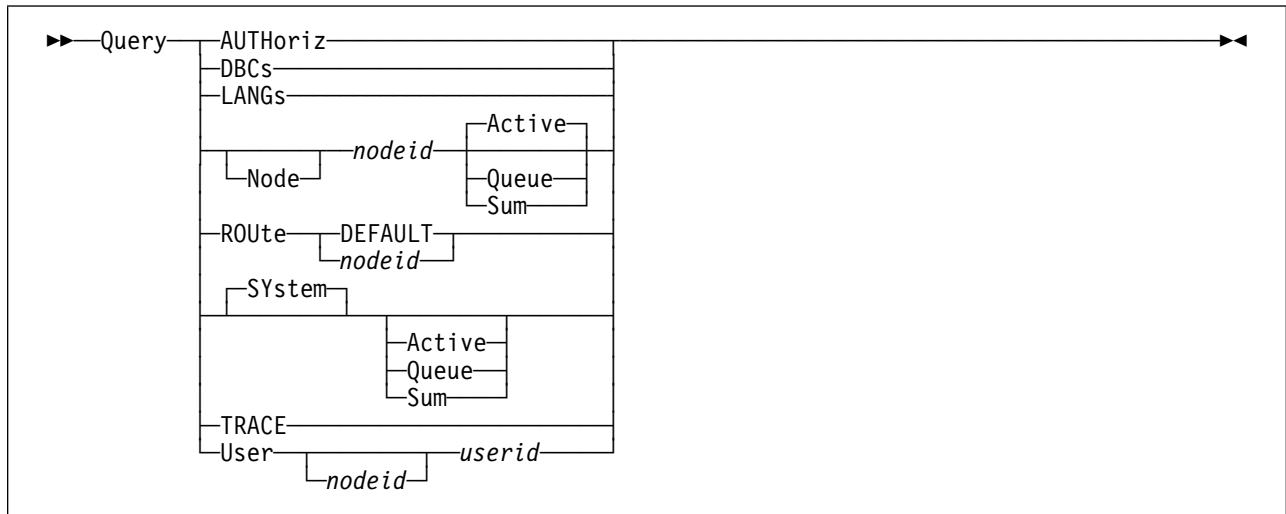 Query AUTHoriz
DBCs
LANGs
Active
nodeid
Node Queue
Sum
ROUte DEFAULT
nodeid
SYstem
Active
Queue
Sum
TRACE
User userid
nodeid